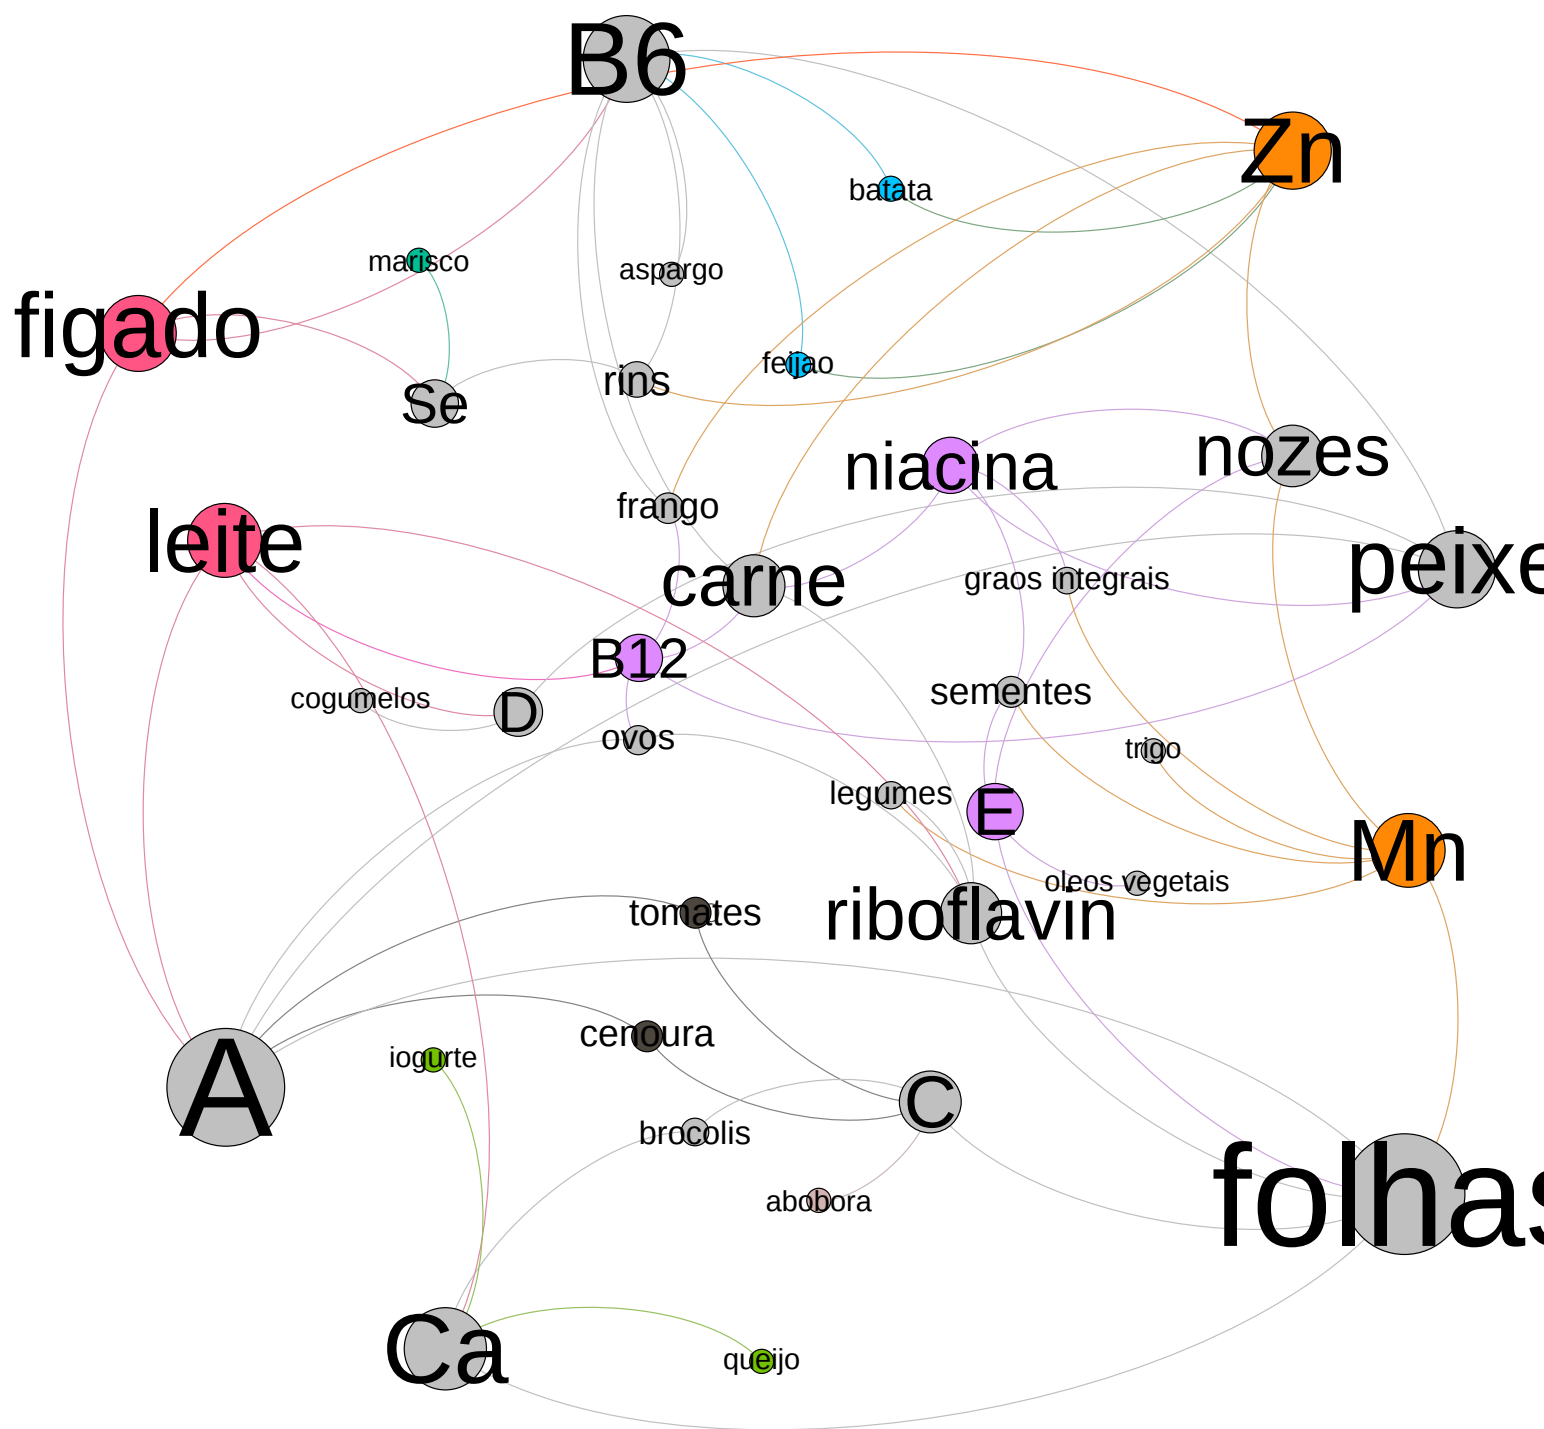 B6
Zn
batata
marisco
aspargo
figado
feijao
rins
Se
niacina
nozes
frango
leite
carne
graos integrais
peixe
B12
sementes
cogumelos
D
ovos
trigo
legumes
E
Mn
oleos vegetais
tomates
riboflavin
cenoura
iogurte
A
C
brocolis
abobora
folhas
Ca
queijo